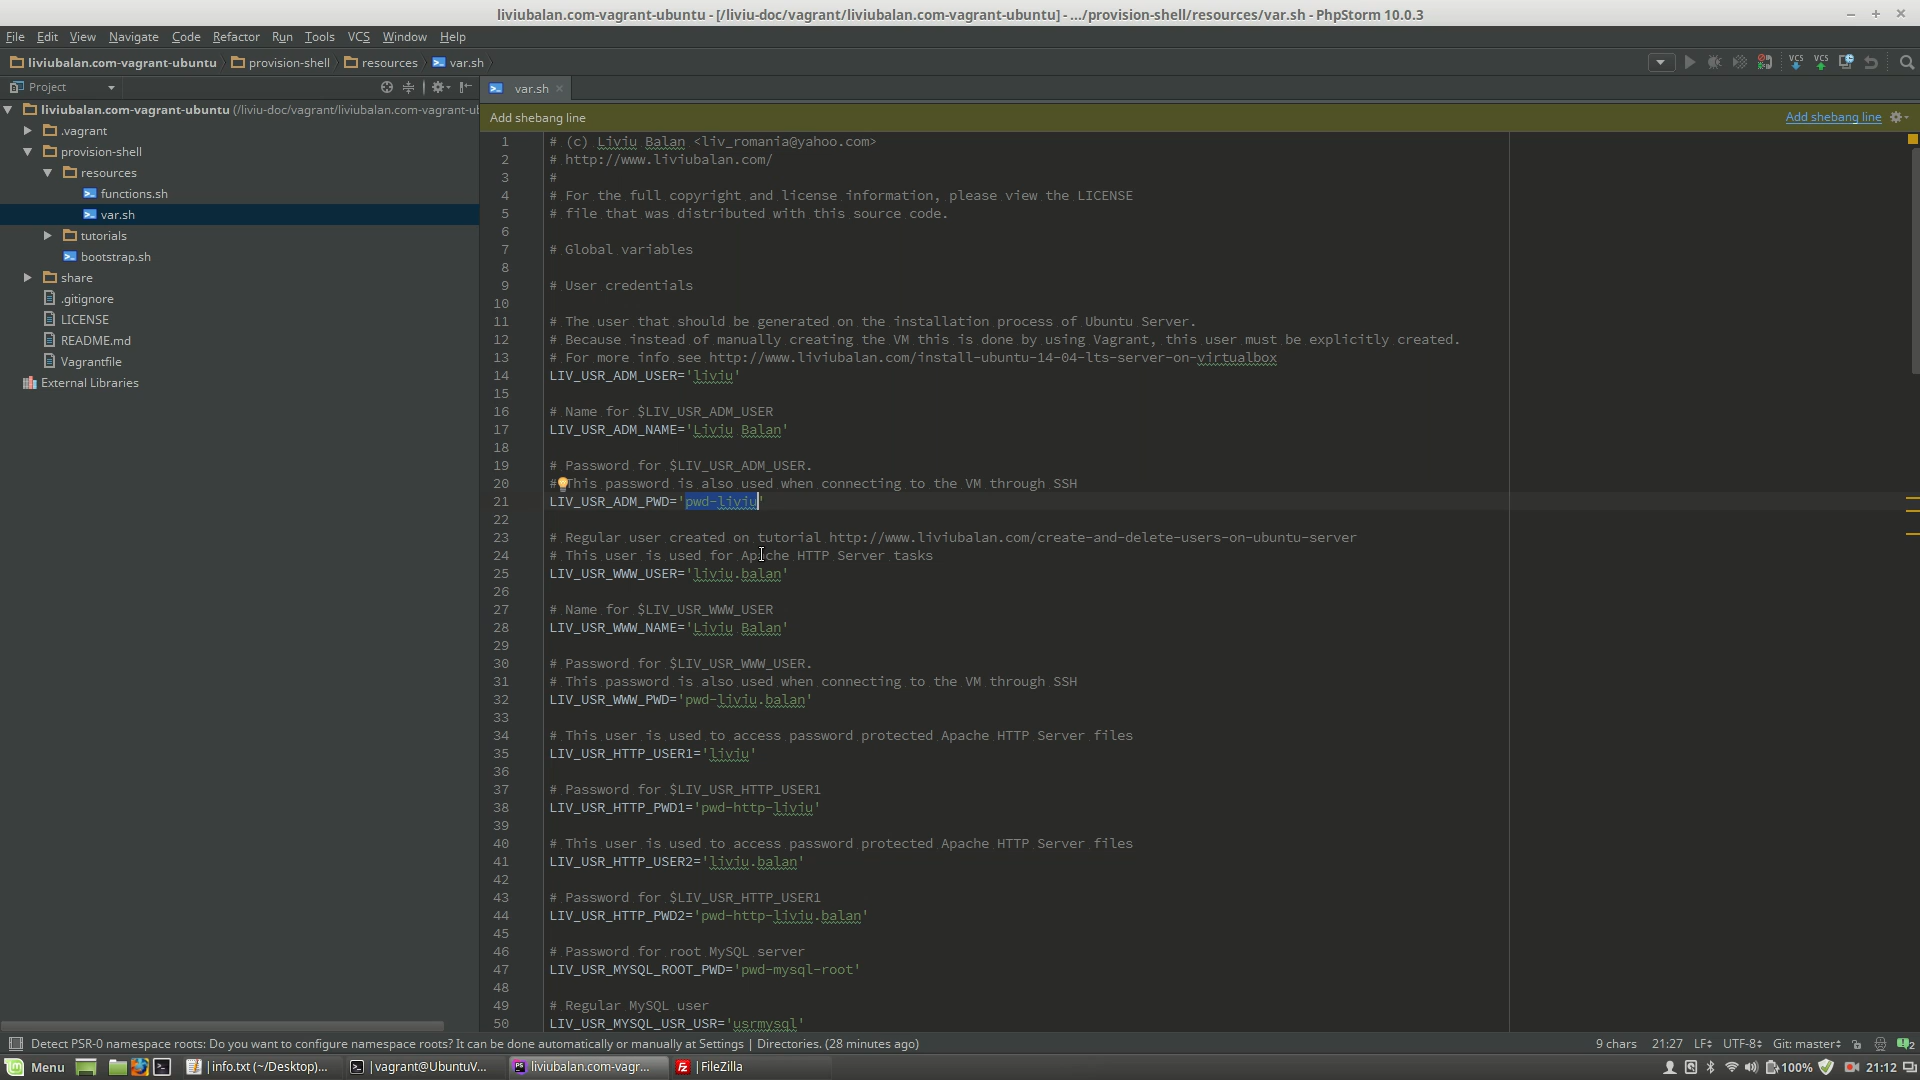 liviubalan.com-vagrant-ubuntu - [/liviu-doc/vagrant/liviubalan.com-vagrant-ubuntu] - .../provision-shell/resources/var.sh - PhpStorm 10.0.3
File Edit View Navigate Code Refactor Run Tools VCS Window Help
liviubalan.com-vagrant-ubuntu provision-shell resources var.sh
VCS VCS
Project
var.sh
liviubalan.com-vagrant-ubuntu (/liviu-doc/vagrant/liviubalan.com-vagrant-ub
.vagrant
provision-shell
resources
functions.sh
var.sh
tutorials
bootstrap.sh
share
.gitignore
LICENSE
README.md
Vagrantfile
External Libraries
Add shebang line Add shebang line
1 # (c) Liviu Balan <liv_romania@yahoo.com>
2 # http://www.liviubalan.com/
3 #
4 # For the full copyright and license information, please view the LICENSE
5 # file that was distributed with this source code.
6
7 # Global variables
8
9 # User credentials
10
11 # The user that should be generated on the installation process of Ubuntu Server.
12 # Because instead of manually creating the VM this is done by using Vagrant, this user must be explicitly created.
13 # For more info see http://www.liviubalan.com/install-ubuntu-14-04-lts-server-on-virtualbox
14 LIV_USR_ADM_USER='liviu'
15
16 # Name for $LIV_USR_ADM_USER
17 LIV_USR_ADM_NAME='Liviu Balan'
18
19 # Password for $LIV_USR_ADM_USER.
20 # This password is also used when connecting to the VM through SSH
21 LIV_USR_ADM_PWD='pwd-liviu'
22
23 # Regular user created on tutorial http://www.liviubalan.com/create-and-delete-users-on-ubuntu-server
24 # This user is used for Apache HTTP Server tasks
25 LIV_USR_WWW_USER='liviu.balan'
26
27 # Name for $LIV_USR_WWW_USER
28 LIV_USR_WWW_NAME='Liviu Balan'
29
30 # Password for $LIV_USR_WWW_USER.
31 # This password is also used when connecting to the VM through SSH
32 LIV_USR_WWW_PWD='pwd-liviu.balan'
33
34 # This user is used to access password protected Apache HTTP Server files
35 LIV_USR_HTTP_USER1='liviu'
36
37 # Password for $LIV_USR_HTTP_USER1
38 LIV_USR_HTTP_PWD1='pwd-http-liviu'
39
40 # This user is used to access password protected Apache HTTP Server files
41 LIV_USR_HTTP_USER2='liviu.balan'
42
43 # Password for $LIV_USR_HTTP_USER1
44 LIV_USR_HTTP_PWD2='pwd-http-liviu.balan'
45
46 # Password for root MySQL server
47 LIV_USR_MYSQL_ROOT_PWD='pwd-mysql-root'
48
49 # Regular MySQL user
50 LIV_USR_MYSQL_USR_USR='usrmysql'
Detect PSR-0 namespace roots: Do you want to configure namespace roots? It can be done automatically or manually at Settings | Directories. (28 minutes ago) 9 chars 21:27 LF UTF-8 Git: master 2
Menu |info.txt (~/Desktop)... |vagrant@UbuntuV... liviubalan.com-vagr... |FileZilla 100% 21:12